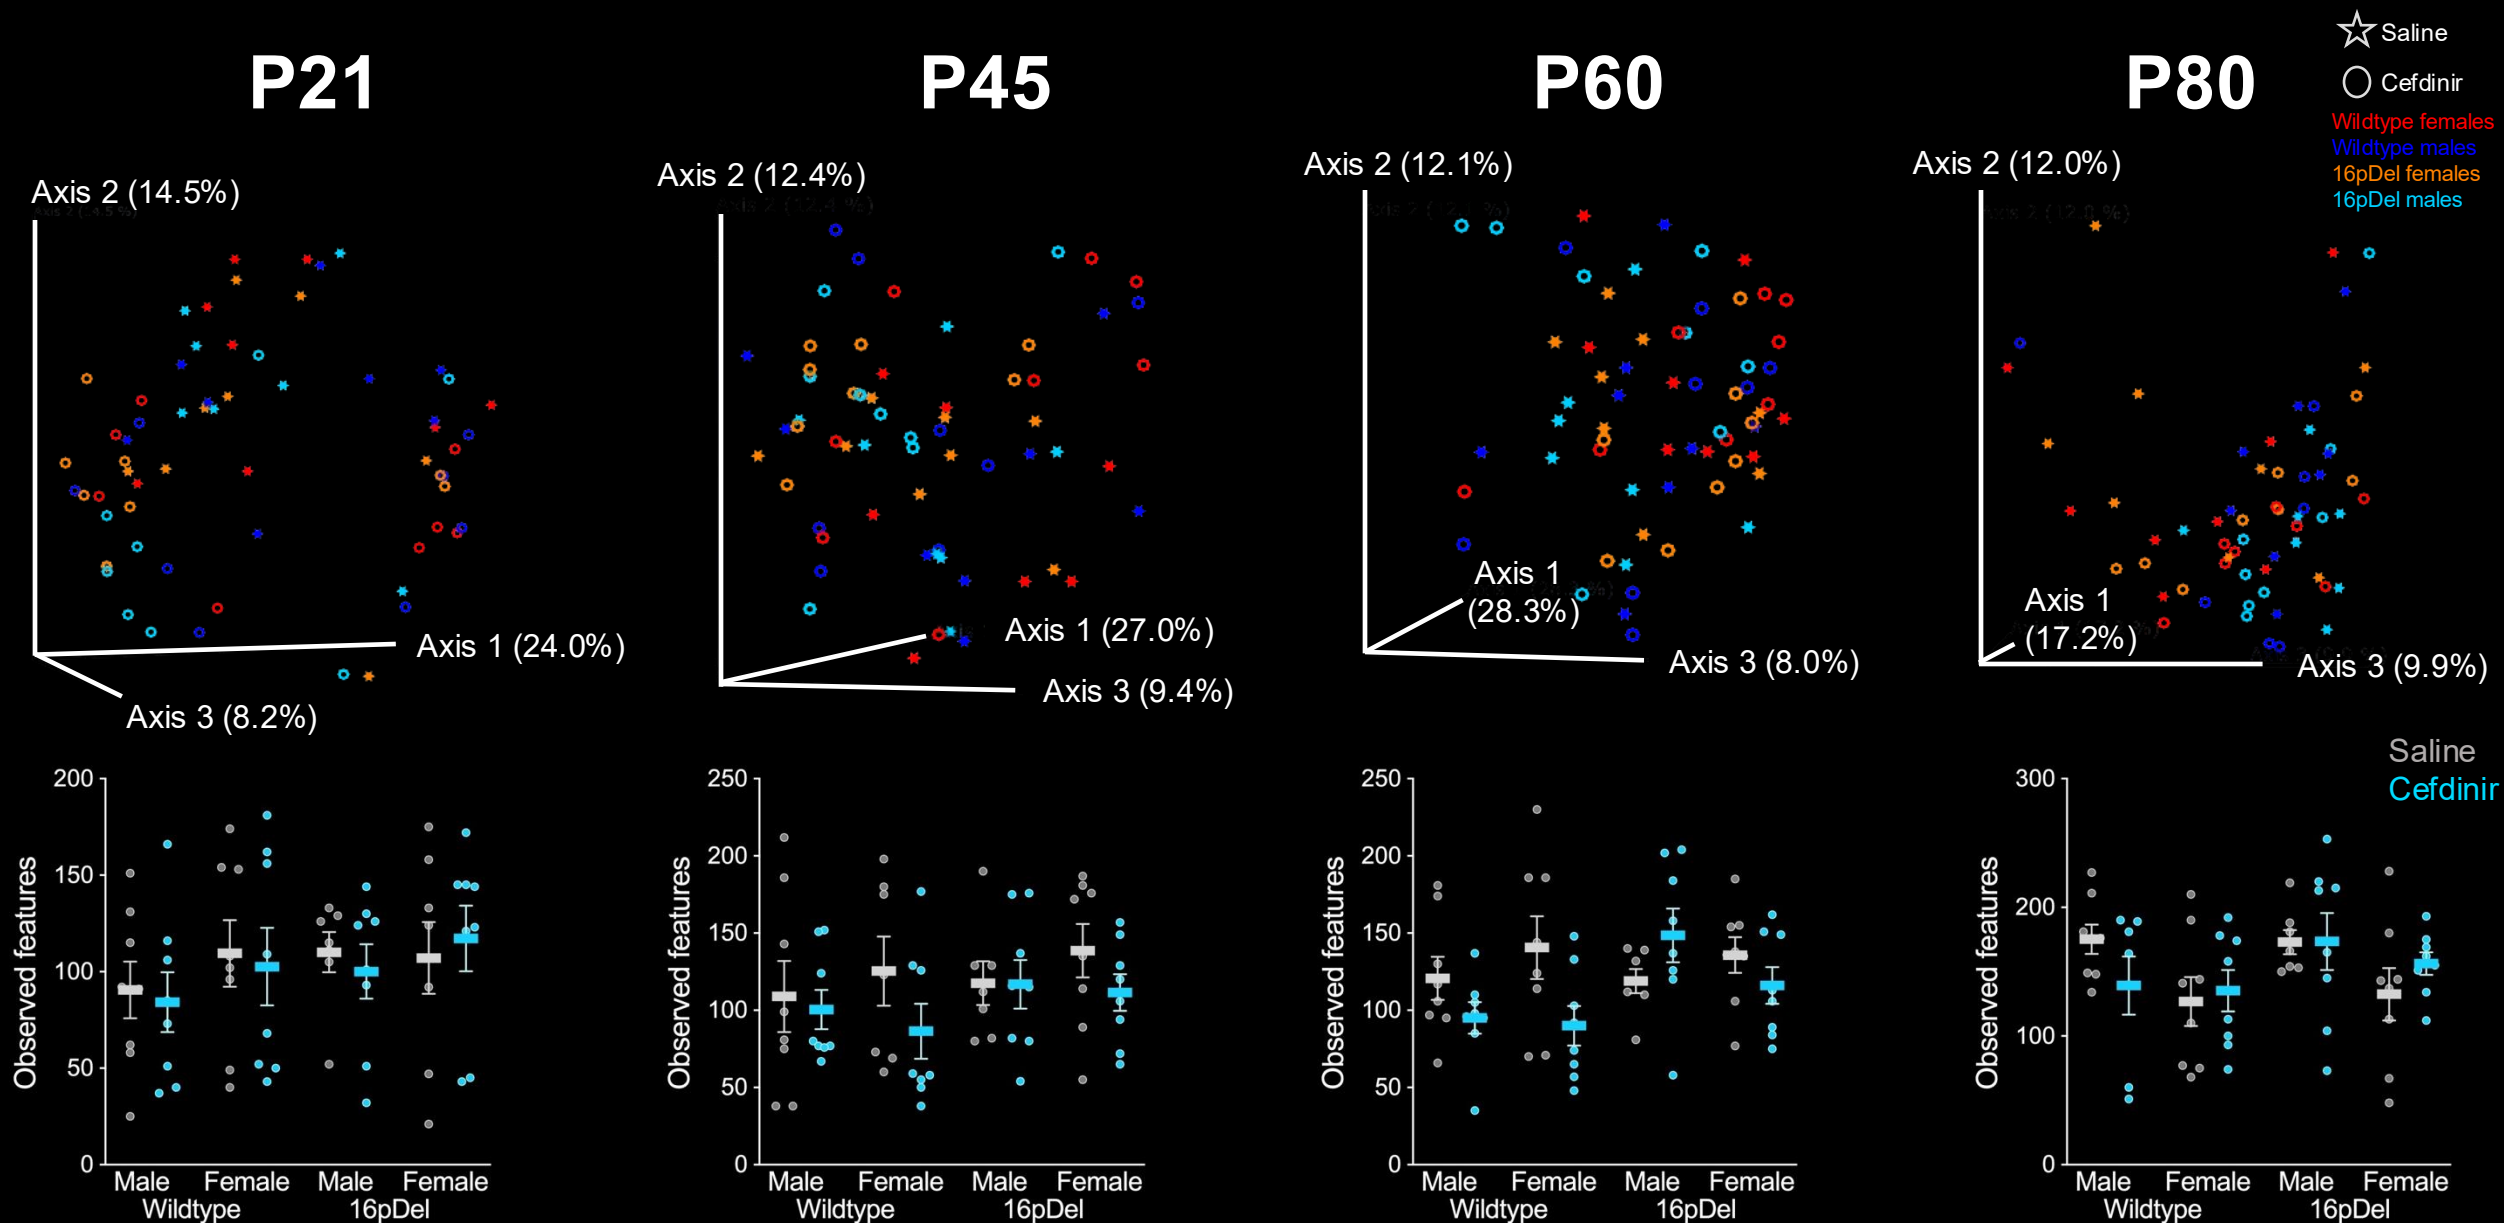 P21
P45
P60
P80
Saline
Cefdinir
Wildtype females
Wildtype males
16pDel females
16pDel males
Axis 2 (14.5%)
Axis 1 (24.0%)
Axis 3 (8.2%)
Axis 2 (12.4%)
Axis 1 (27.0%)
Axis 3 (9.4%)
Axis 2 (12.1%)
Axis 1
(28.3%)
Axis 3 (8.0%)
Axis 2 (12.0%)
Axis 1
(17.2%)
Axis 3 (9.9%)
Saline
Cefdinir
Observed features
200
150
100
50
0
Male Female Male Female
Wildtype 16pDel
Observed features
250
200
150
100
50
0
Male Female Male Female
Wildtype 16pDel
Observed features
250
200
150
100
50
0
Male Female Male Female
Wildtype 16pDel
Observed features
300
200
100
0
Male Female Male Female
Wildtype 16pDel